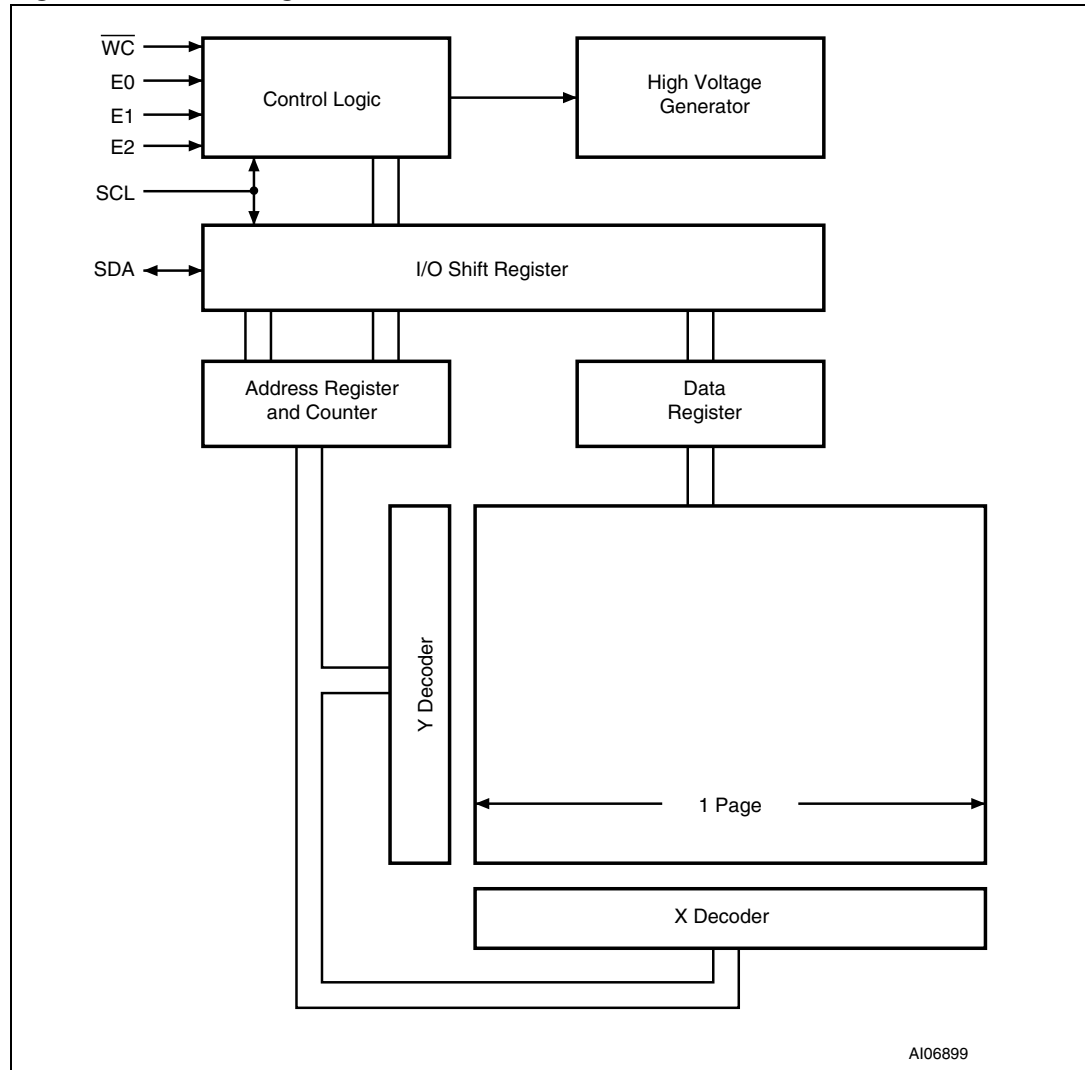 WC
E0
E1
E2
SCL
SDA
Control Logic
High Voltage
Generator
I/O Shift Register
Address Register
and Counter
Data
Register
Y Decoder
1 Page
X Decoder
AI06899